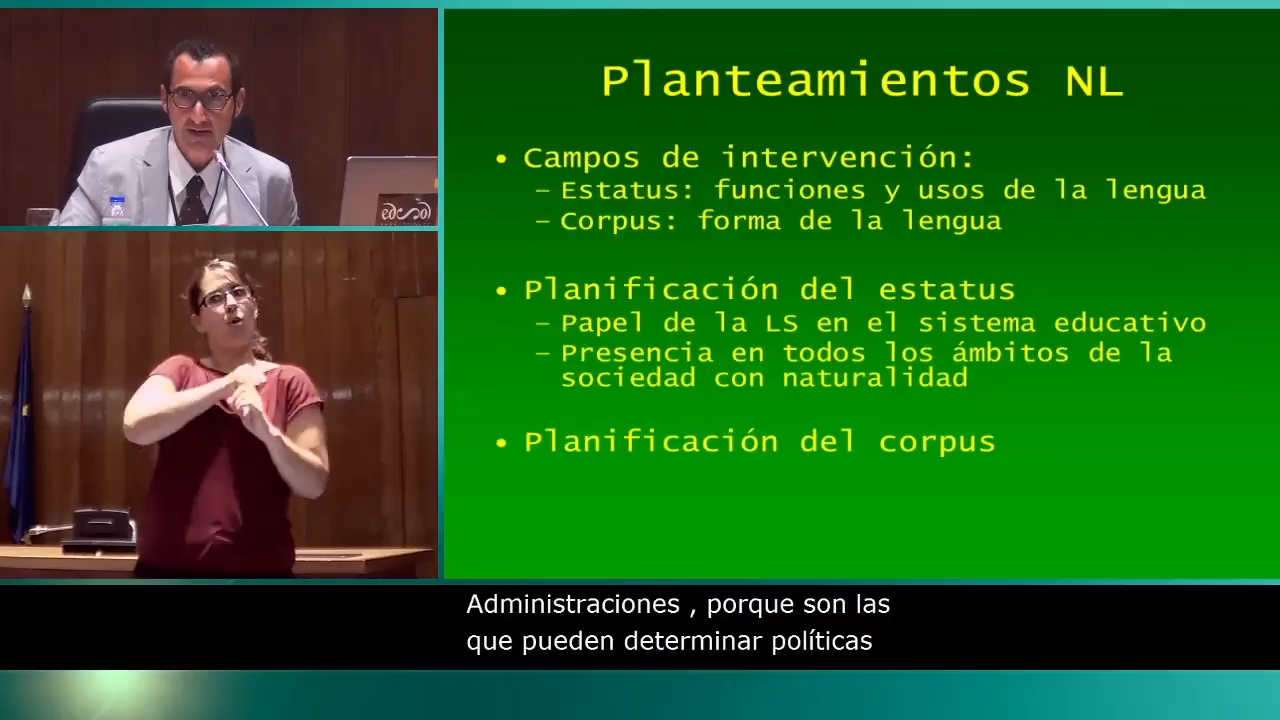 Planteamientos NL
• Campos de intervención:
– Estatus: funciones y usos de la lengua
– Corpus: forma de la lengua
• Planificación del estatus
– Papel de la LS en el sistema educativo
– Presencia en todos los ámbitos de la
sociedad con naturalidad
• Planificación del corpus
Administraciones , porque son las
que pueden determinar políticas